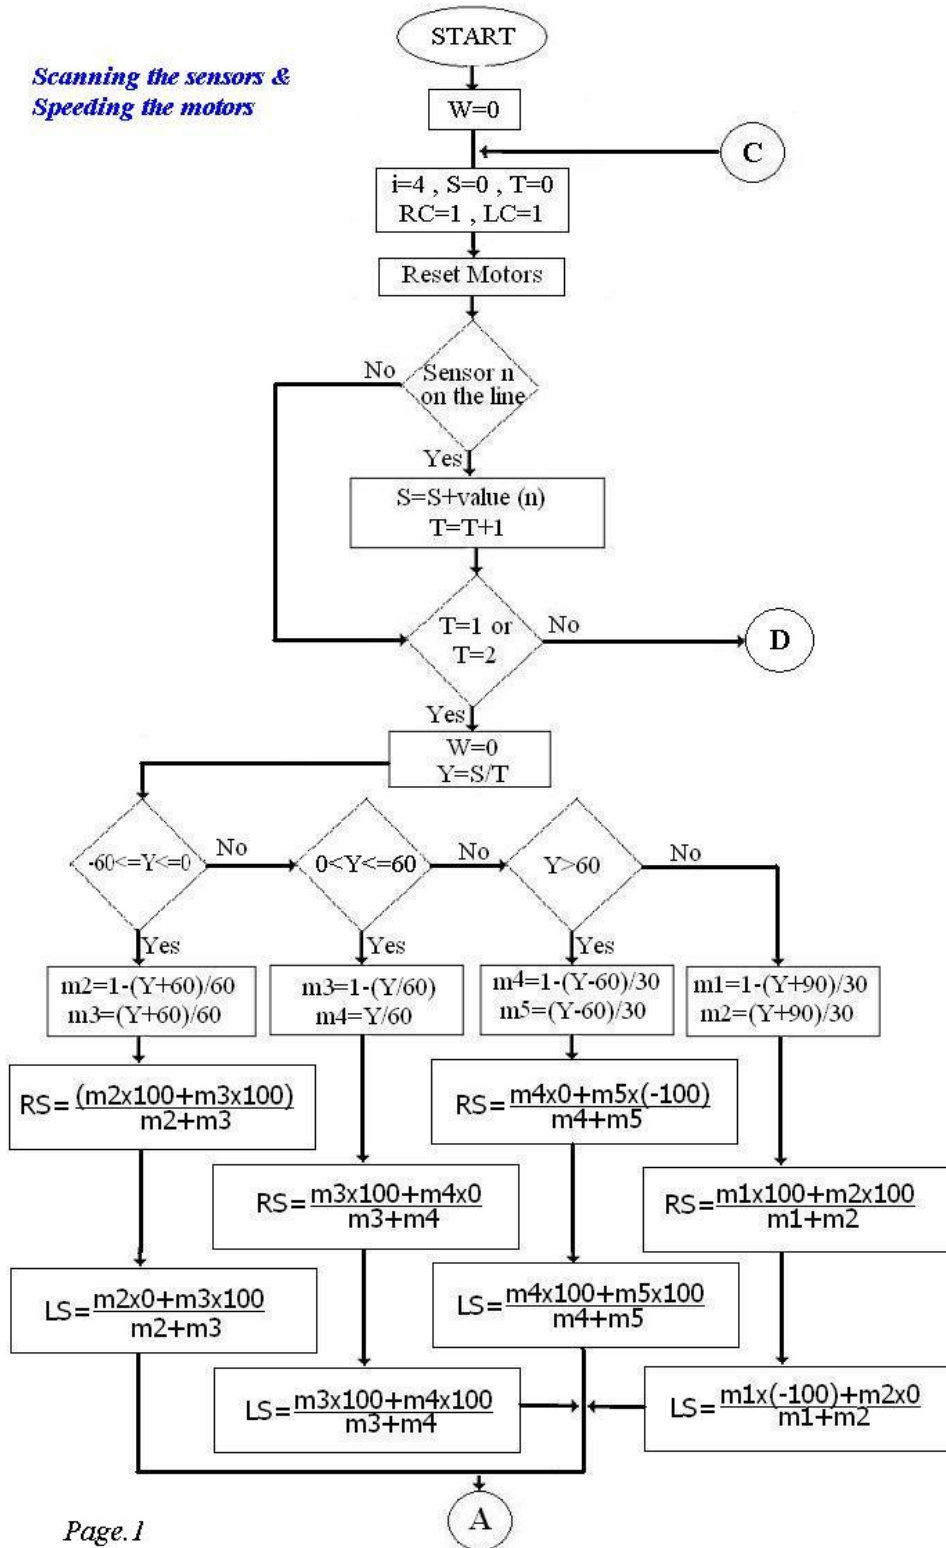 START
Scanning the sensors &
Speeding the motors
W=0
C
i=4 , S=0 , T=0
RC=1 , LC=1
Reset Motors
No
Sensor n
on the line
Yes
S=S+value (n)
T=T+1
T=1 or
T=2
No
D
Yes
W=0
Y=S/T
-60<=Y<=0
No
0<Y<=60
No
Y>60
No
Yes
Yes
Yes
m2=1-(Y+60)/60
m3=(Y+60)/60
m3=1-(Y/60)
m4=Y/60
m4=1-(Y-60)/30
m5=(Y-60)/30
m1=1-(Y+90)/30
m2=(Y+90)/30
RS=(m2x100+m3x100)
m2+m3
RS=m4x0+m5x(-100)
m4+m5
RS=m3x100+m4x0
m3+m4
RS=m1x100+m2x100
m1+m2
LS=m2x0+m3x100
m2+m3
LS=m4x100+m5x100
m4+m5
LS=m3x100+m4x100
m3+m4
LS=m1x(-100)+m2x0
m1+m2
A
Page.1